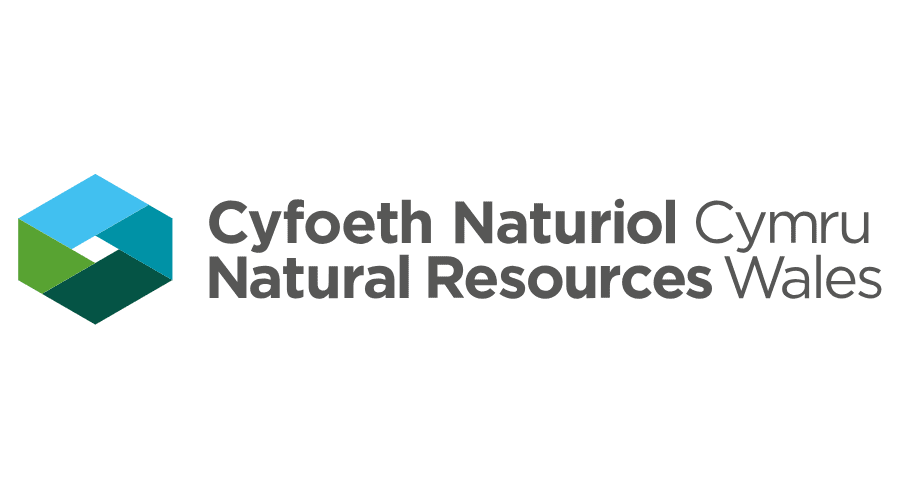 Cyfoeth Naturiol Cymru
Natural Resources Wales